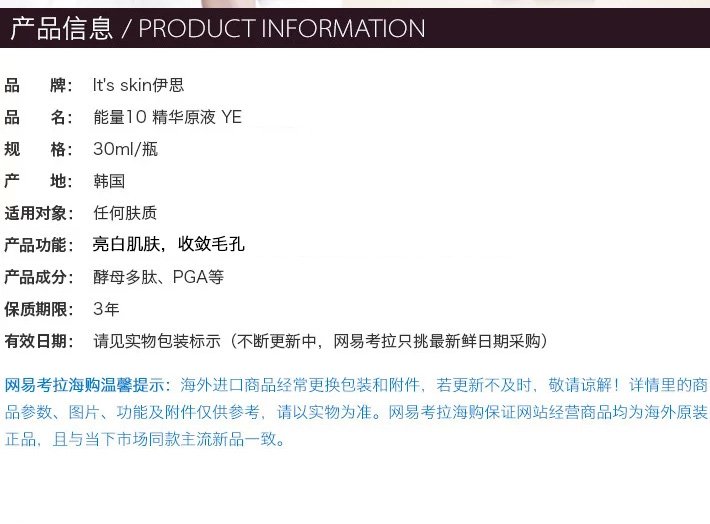 产品信息 / PRODUCT INFORMATION
品 牌： It's skin伊思
品 名： 能量10 精华原液 YE
规 格： 30ml/瓶
产 地： 韩国
适用对象： 任何肤质
产品功能： 亮白肌肤，收敛毛孔
产品成分： 酵母多肽、PGA等
保质期限： 3年
有效日期： 请见实物包装标示（不断更新中，网易考拉只挑最新鲜日期采购）
网易考拉海购温馨提示：海外进口商品经常更换包装和附件，若更新不及时，敬请谅解！详情里的商
品参数、图片、功能及附件仅供参考，请以实物为准。网易考拉海购保证网站经营商品均为海外原装
正品，且与当下市场同款主流新品一致。